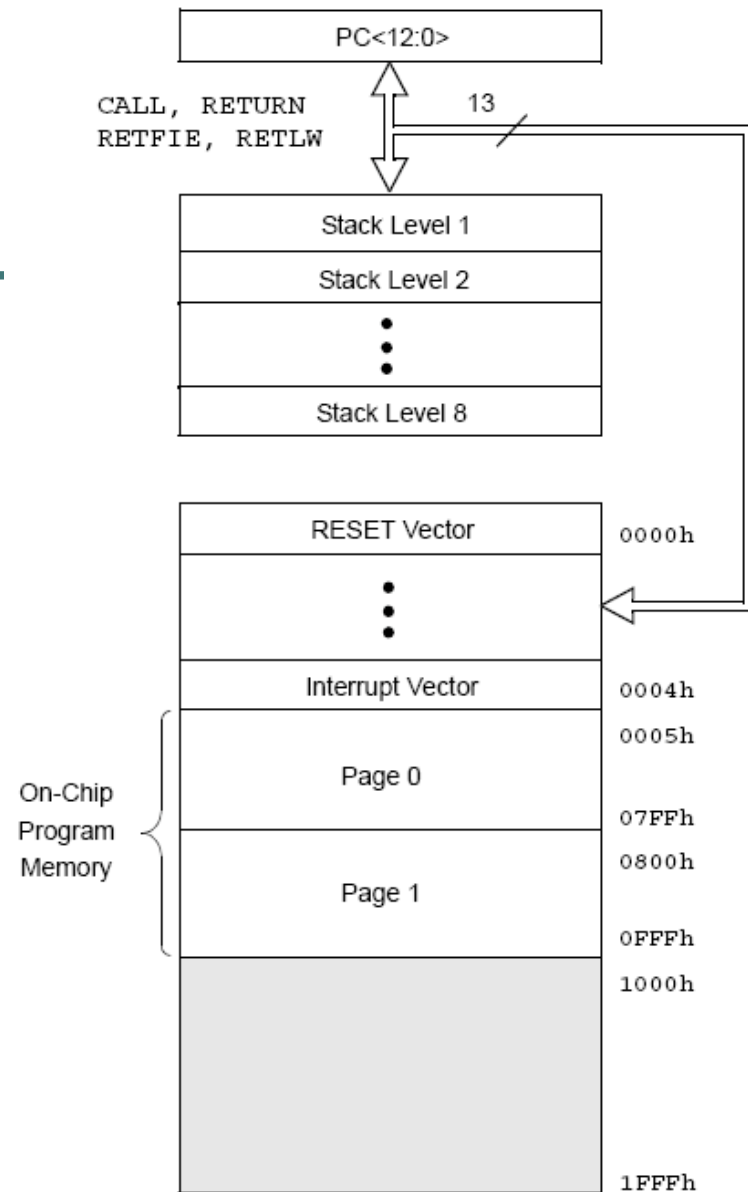 PC<12:0>
CALL, RETURN
RETFIE, RETLW
13
Stack Level 1
Stack Level 2
Stack Level 8
RESET Vector
0000h
Interrupt Vector
0004h
0005h
On-Chip
Program
Memory
Page 0
07FFh
0800h
Page 1
0FFFh
1000h
1FFFh